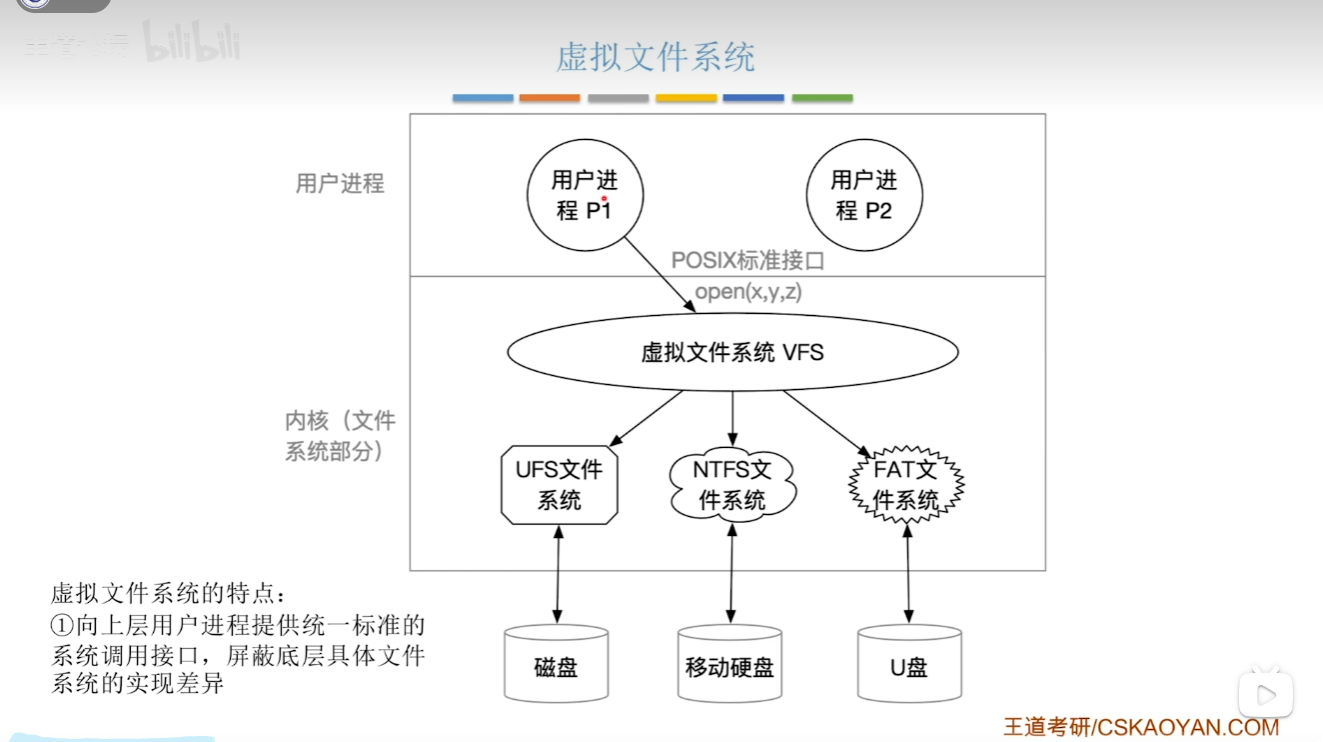 bilibili
虚拟文件系统
用户进程
用户进
程 P1
用户进
程 P2
POSIX标准接口
open(x,y,z)
虚拟文件系统 VFS
内核（文件
系统部分）
UFS文件
系统
NTFS文
件系统
FAT文
件系统
虚拟文件系统的特点：
①向上层用户进程提供统一标准的
系统调用接口，屏蔽底层具体文件
系统的实现差异
磁盘
移动硬盘
U盘
王道考研/CSKAOYAN.COM